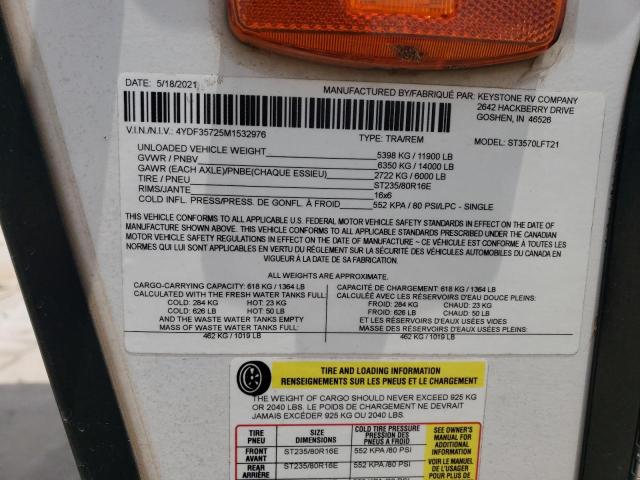 DATE: 5/18/2021
MANUFACTURED BY/FABRIQUÉ PAR: KEYSTONE RV COMPANY
2642 HACKBERRY DRIVE
GOSHEN, IN 46526
V.I.N./N.I.V.: 4YDF35725M1532976
TYPE: TRA/REM
MODEL: ST3570LFT21
UNLOADED VEHICLE WEIGHT 5398 KG / 11900 LB
GVWR / PNBV 6350 KG / 14000 LB
GAWR (EACH AXLE)/PNBE(CHAQUE ESSIEU) 2722 KG / 6000 LB
TIRE / PNEU ST235/80R16E
RIMS/JANTE 16x6
COLD INFL. PRESS/PRESS. DE GONFL. À FROID 552 KPA / 80 PSI/LPC - SINGLE
THIS VEHICLE CONFORMS TO ALL APPLICABLE U.S. FEDERAL MOTOR VEHICLE SAFETY STANDARDS IN EFFECT ON THE DATE OF
MANUFACTURE SHOWN ABOVE. THIS VEHICLE CONFORMS TO ALL APPLICABLE STANDARDS PRESCRIBED UNDER THE CANADIAN
MOTOR VEHICLE SAFETY REGULATIONS IN EFFECT ON THE DATE OF MANUFACTURE ~ CE VÉHICULE EST CONFORME À TOUTES LES
NORMES QUI LUI SONT APPLICABLES EN VERTU DU RÉGLEMENT SUR LA SÉCURITÉ DES VÉHICULES AUTOMOBILES DU CANADA EN
VIGUEUR À LA DATE DE SA FABRICATION.
ALL WEIGHTS ARE APPROXIMATE.
CARGO-CARRYING CAPACITY: 618 KG / 1364 LB
CALCULATED WITH THE FRESH WATER TANKS FULL:
COLD: 284 KG HOT: 23 KG
COLD: 626 LB HOT: 50 LB
AND THE WASTE WATER TANKS EMPTY
MASS OF WASTE WATER TANKS FULL
462 KG / 1019 LB
CAPACITÉ DE CHARGEMENT: 618 KG / 1364 LB
CALCULÉE AVEC LES RÉSERVOIRS D'EAU DOUCE PLEINS:
FROID: 284 KG CHAUD: 23 KG
FROID: 626 LB CHAUD: 50 LB
ET LES RÉSERVOIRS D'EAUX USÉES VIDES
MASS DES RÉSERVOIRS D'EAUX USÉES PLEINS
462 KG / 1019 LB
TIRE AND LOADING INFORMATION
RENSEIGNEMENTS SUR LES PNEUS ET LE CHARGEMENT
THE WEIGHT OF CARGO SHOULD NEVER EXCEED 925 KG
OR 2040 LBS. LE POIDS DE CHARGEMENT NE DEVRAIT
JAMAIS EXCÉDER 925 KG OU 2040 LBS.
TIRE
PNEU
SIZE
DIMENSIONS
COLD TIRE PRESSURE
PRESSION DES
PNEUS A FROID
SEE OWNER'S
MANUAL FOR
ADDITIONAL
INFORMATION
VOIR LE MANUEL
DE L'USAGER
POUR PLUS DE
FRONT
AVANT
ST235/80R16E
552 KPA /80 PSI
REAR
ARRIÈRE
ST235/80R16E
552 KPA /80 PSI